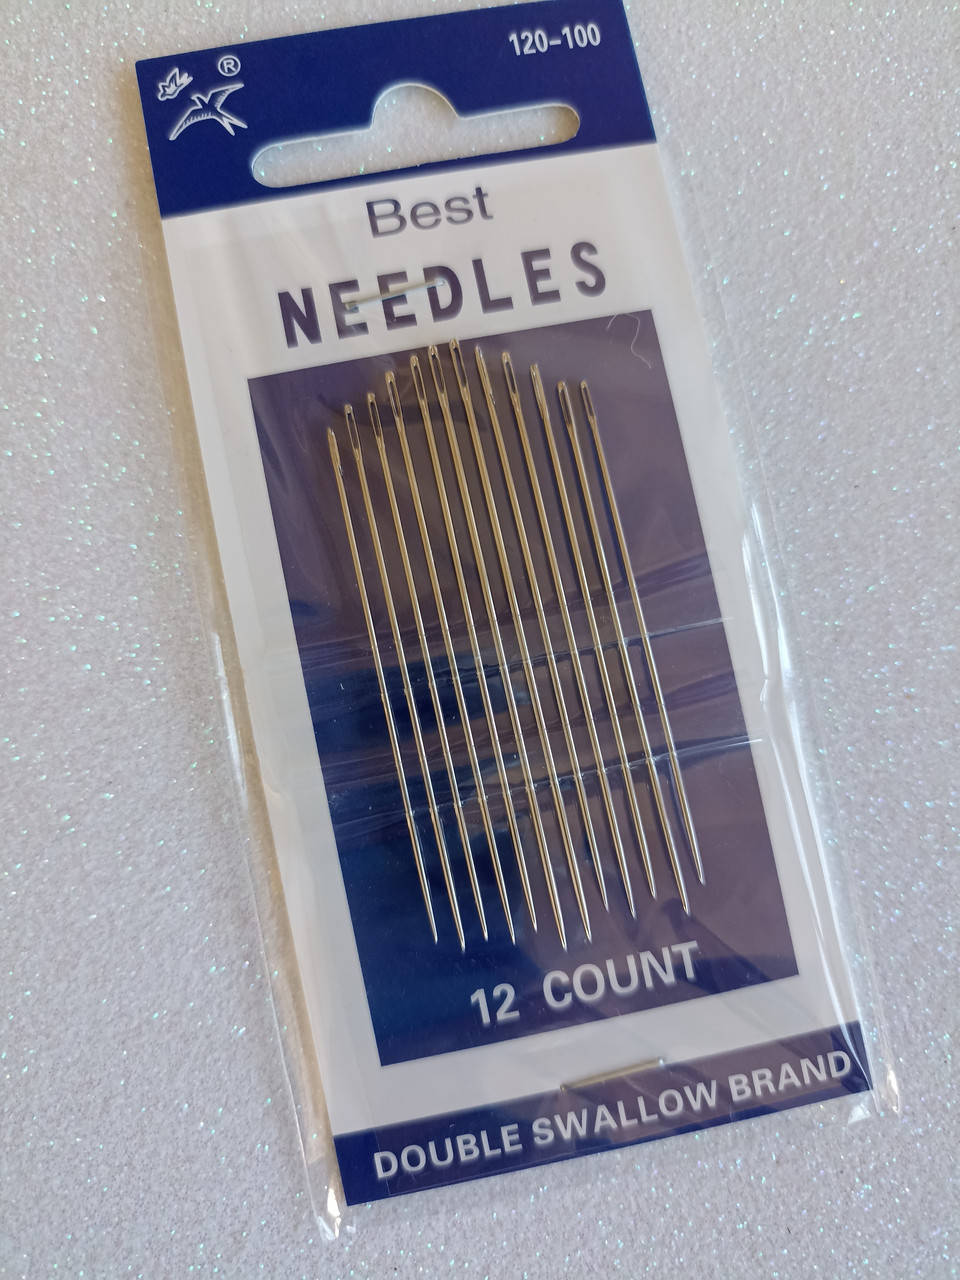 ®
120-100
Best
NEEDLES
12 COUNT
DOUBLE SWALLOW BRAND